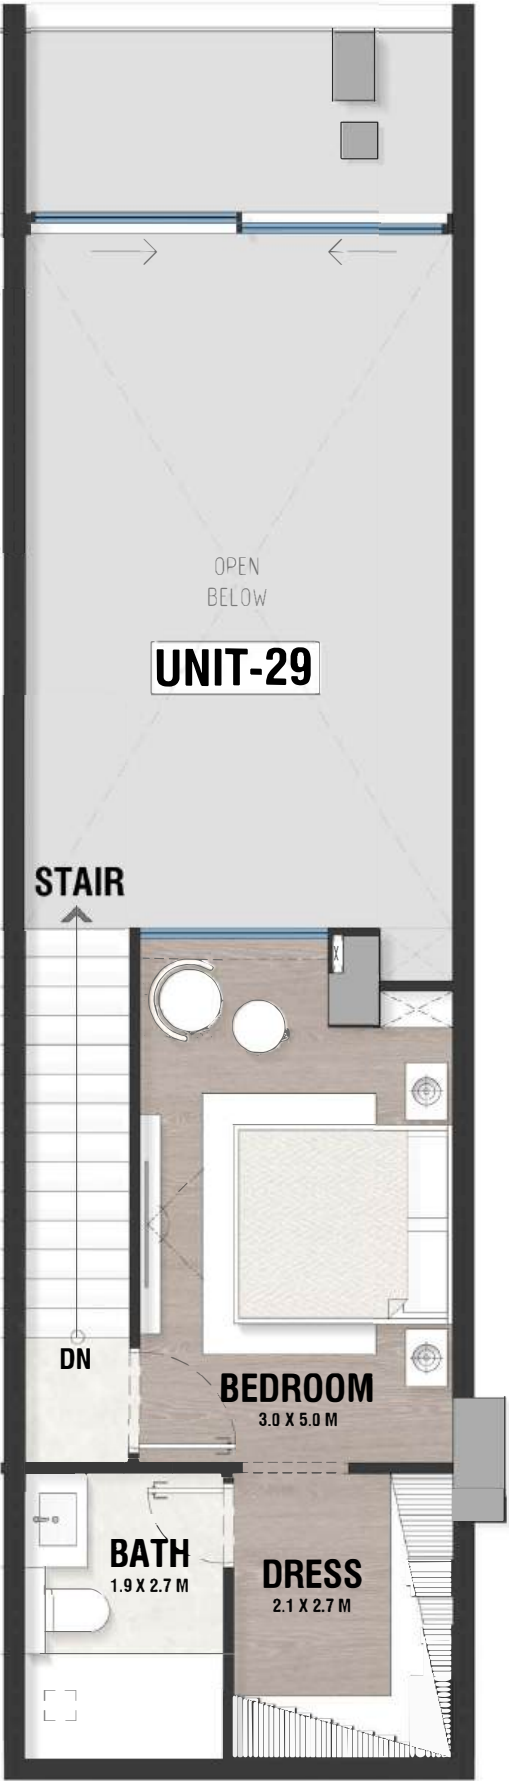 OPEN
BELOW
UNIT-29
STAIR
DN
BEDROOM
3.0 X 5.0 M
BATH
1.9 X 2.7 M
DRESS
2.1 X 2.7 M